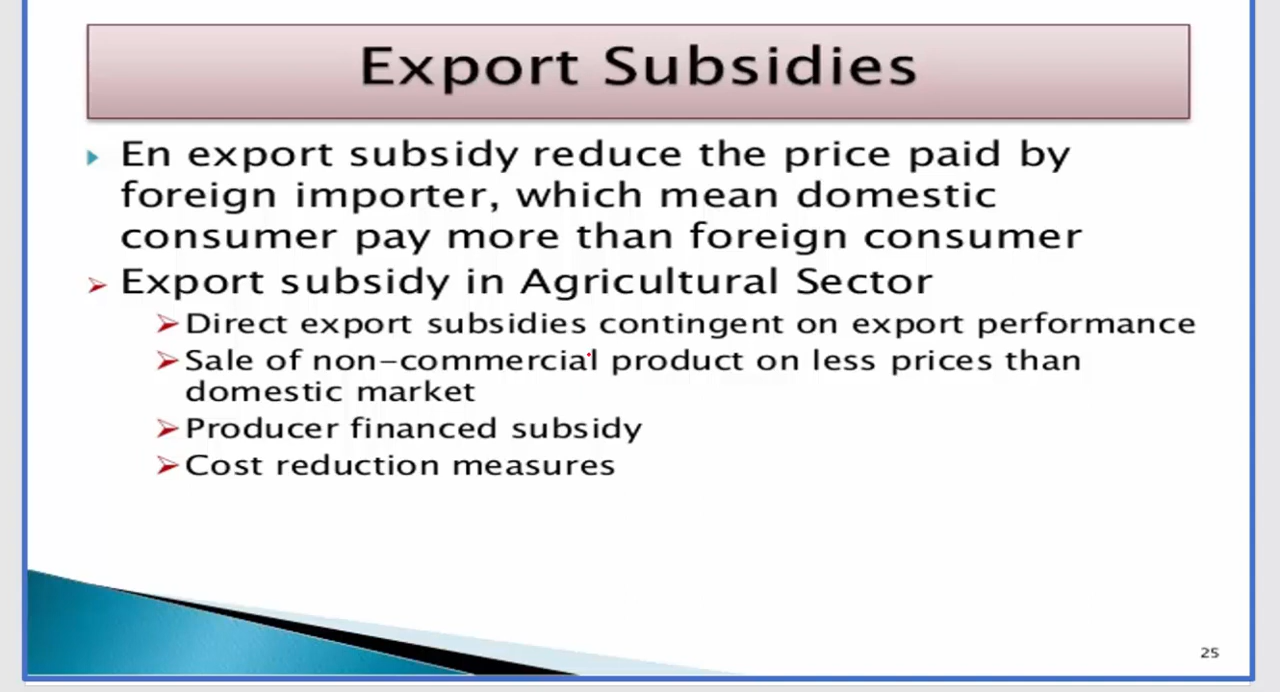 Export Subsidies
En export subsidy reduce the price paid by
foreign importer, which mean domestic
consumer pay more than foreign consumer
Export subsidy in Agricultural Sector
Direct export subsidies contingent on export performance
Sale of non-commercial product on less prices than
domestic market
Producer financed subsidy
Cost reduction measures
25